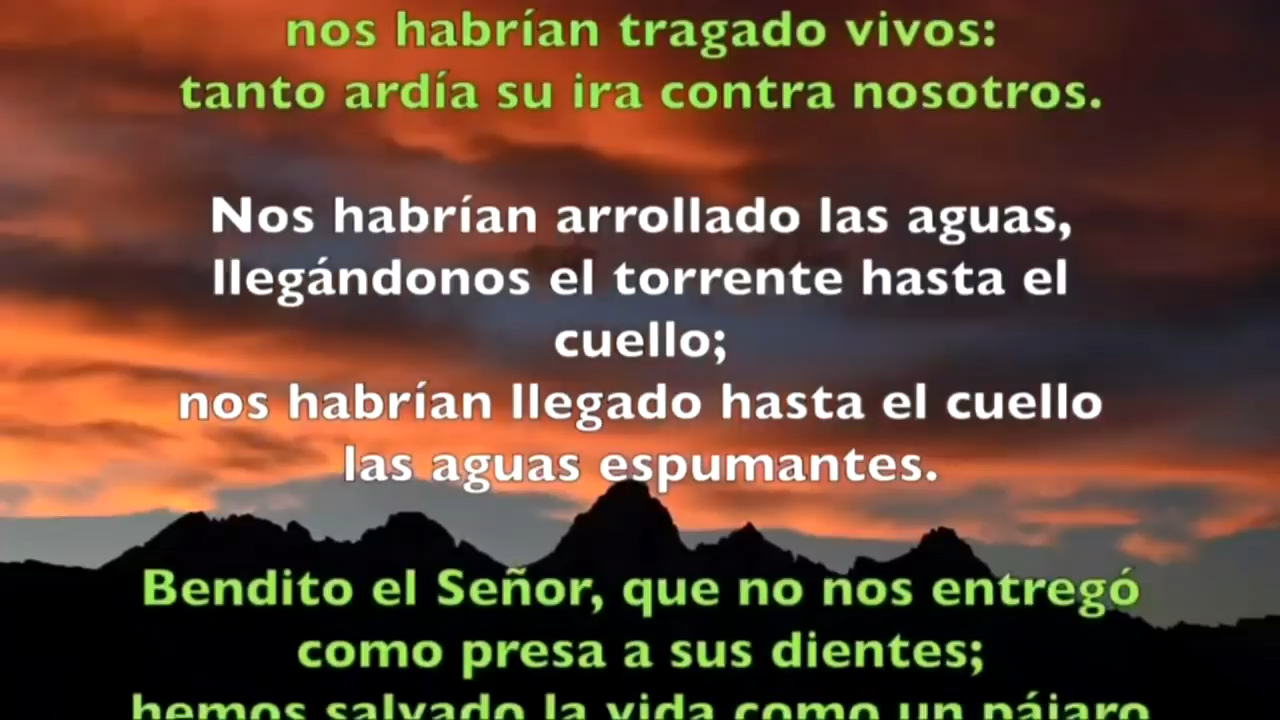 nos habrían tragado vivos:
tanto ardía su ira contra nosotros.
Nos habrían arrollado las aguas,
llegándonos el torrente hasta el
cuello;
nos habrían llegado hasta el cuello
las aguas espumantes.
Bendito el Señor, que no nos entregó
como presa a sus dientes;
hemos salvado la vida como un pájaro